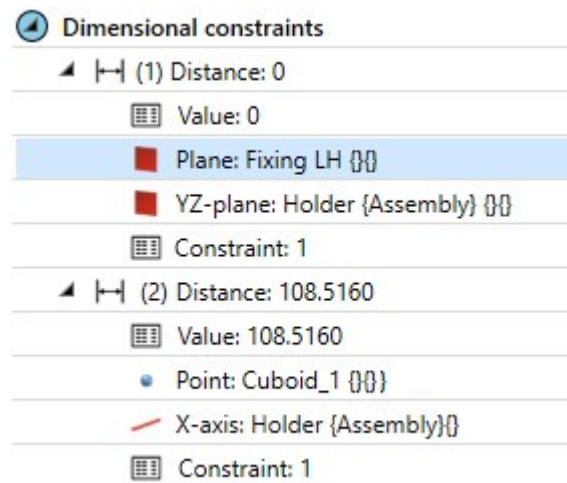 Dimensional constraints
(1) Distance: 0
Value: 0
Plane: Fixing LH {}{}
YZ-plane: Holder {Assembly} {}{}
Constraint: 1
(2) Distance: 108.5160
Value: 108.5160
Point: Cuboid_1 {}{}}
X-axis: Holder {Assembly}{}
Constraint: 1